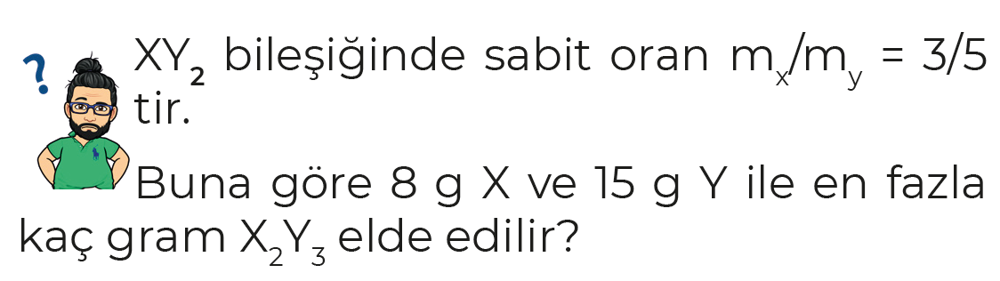 ?
XY₂ bileşiğinde sabit oran mₓ/m_y = 3/5
tir.
Buna göre 8 g X ve 15 g Y ile en fazla
kaç gram X₂Y₃ elde edilir?